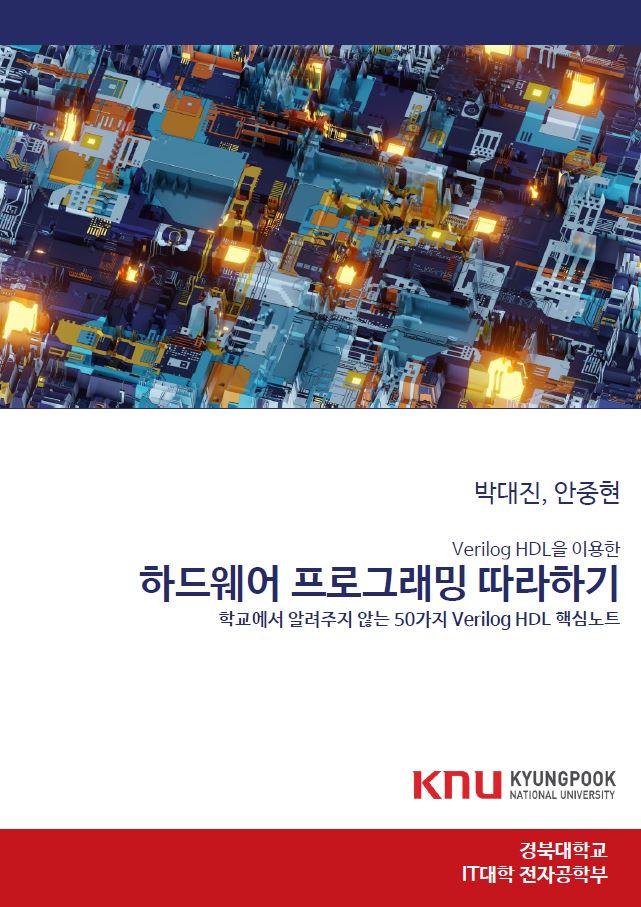 박대진, 안중현
Verilog HDL을 이용한
하드웨어 프로그래밍 따라하기
학교에서 알려주지 않는 50가지 Verilog HDL 핵심노트
KNU KYUNGPOOK
NATIONAL UNIVERSITY
경북대학교
IT대학 전자공학부